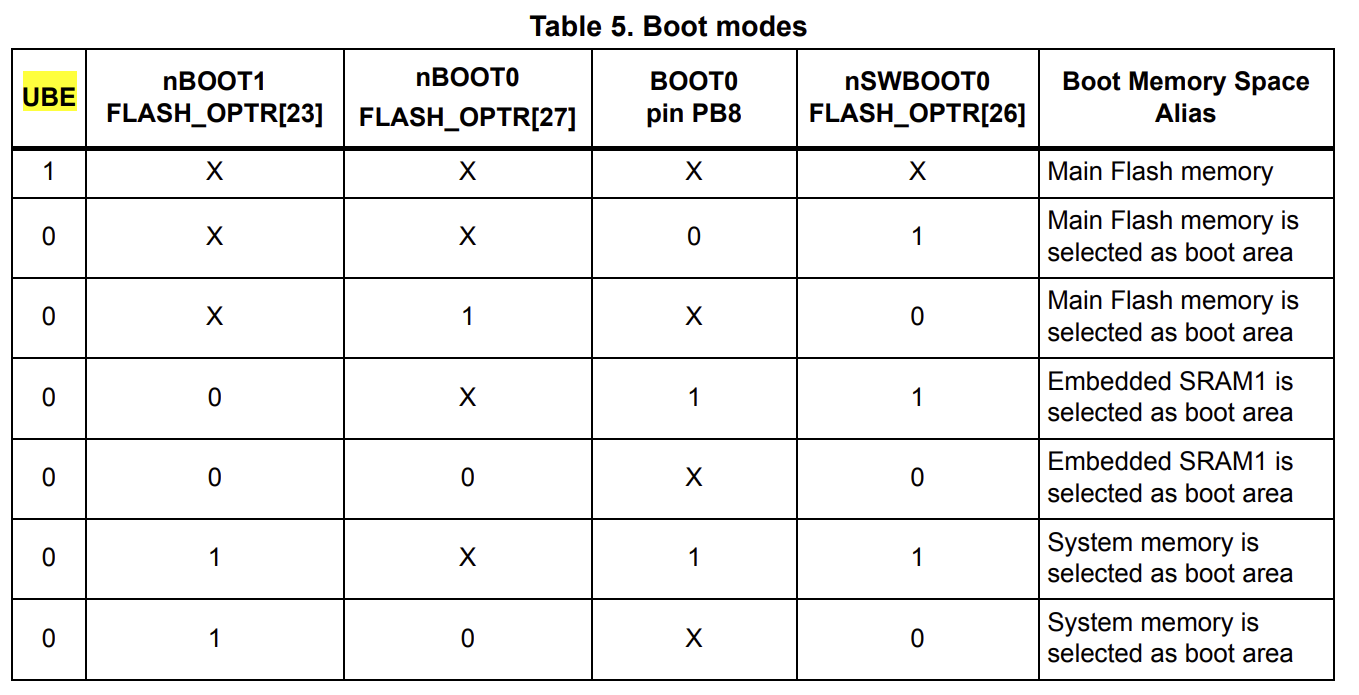 Table 5. Boot modes
UBE nBOOT1 FLASH_OPTR[23] nBOOT0 FLASH_OPTR[27] BOOT0 pin PB8 nSWBOOT0 FLASH_OPTR[26] Boot Memory Space Alias
1 X X X X Main Flash memory
0 X X 0 1 Main Flash memory is selected as boot area
0 X 1 X 0 Main Flash memory is selected as boot area
0 0 X 1 1 Embedded SRAM1 is selected as boot area
0 0 0 X 0 Embedded SRAM1 is selected as boot area
0 1 X 1 1 System memory is selected as boot area
0 1 0 X 0 System memory is selected as boot area